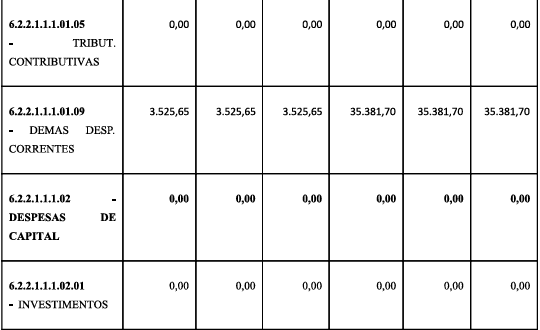 6.2.2.1.1.1.01.05 0,00 0,00 0,00 0,00 0,00 0,00
- TRIBUT.
CONTRIBUTIVAS
6.2.2.1.1.1.01.09 3.525,65 3.525,65 3.525,65 35.381,70 35.381,70 35.381,70
- DEMAS DESP.
CORRENTES
6.2.2.1.1.1.02 - 0,00 0,00 0,00 0,00 0,00 0,00
DESPESAS DE
CAPITAL
6.2.2.1.1.1.02.01 0,00 0,00 0,00 0,00 0,00 0,00
- INVESTIMENTOS